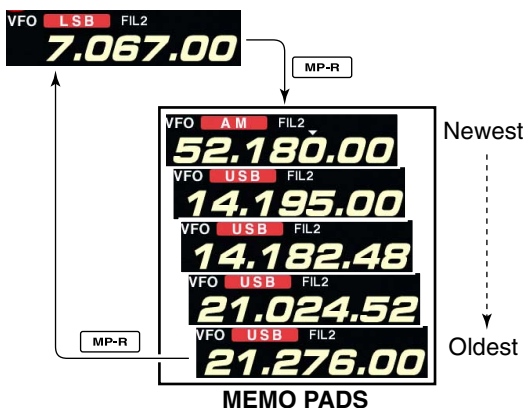 VFO LSB FIL2
7.067.00
MP-R
VFO AM FIL2
52.180.00
Newest
VFO USB FIL2
14.195.00
VFO USB FIL2
14.182.48
VFO USB FIL2
21.024.52
MP-R
VFO USB FIL2
21.276.00
Oldest
MEMO PADS